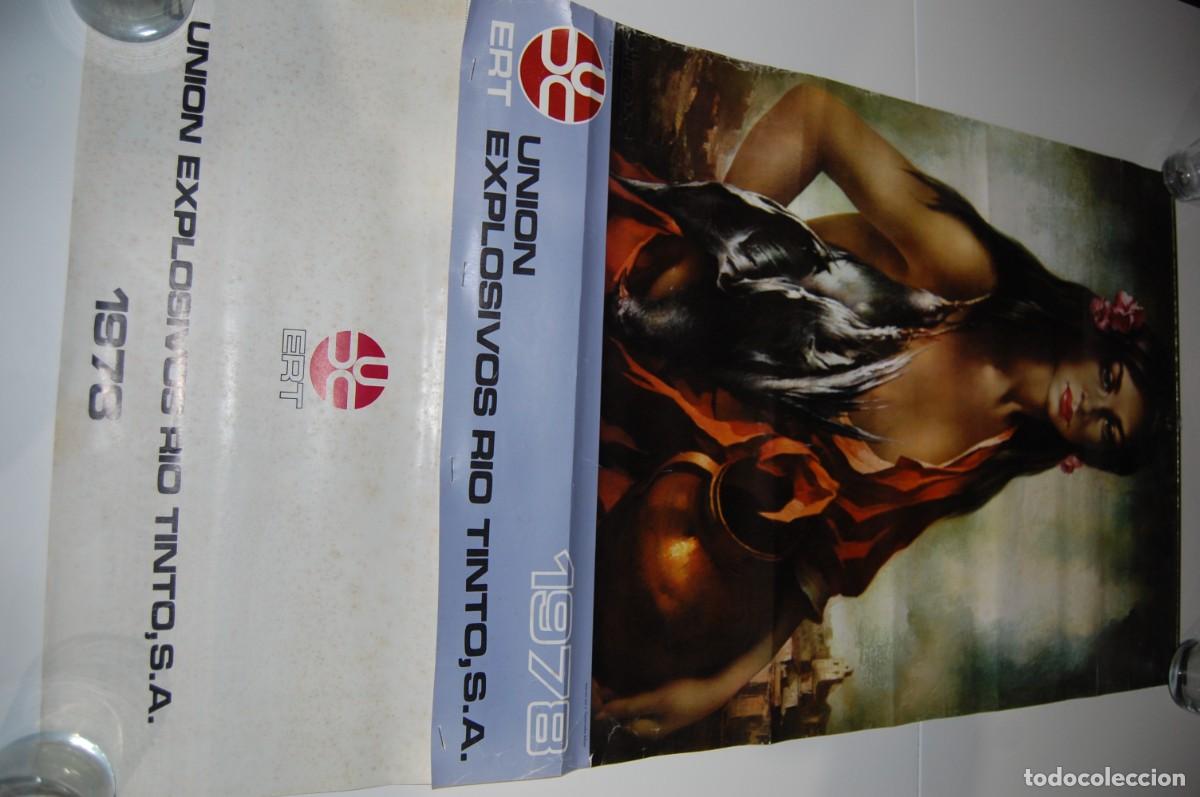 UNION EXPLOSIVOS RIO TINTO, S.A.
1978
ERT
ERT
UNION
EXPLOSIVOS RIO TINTO, S.A.
1978
todocoleccion